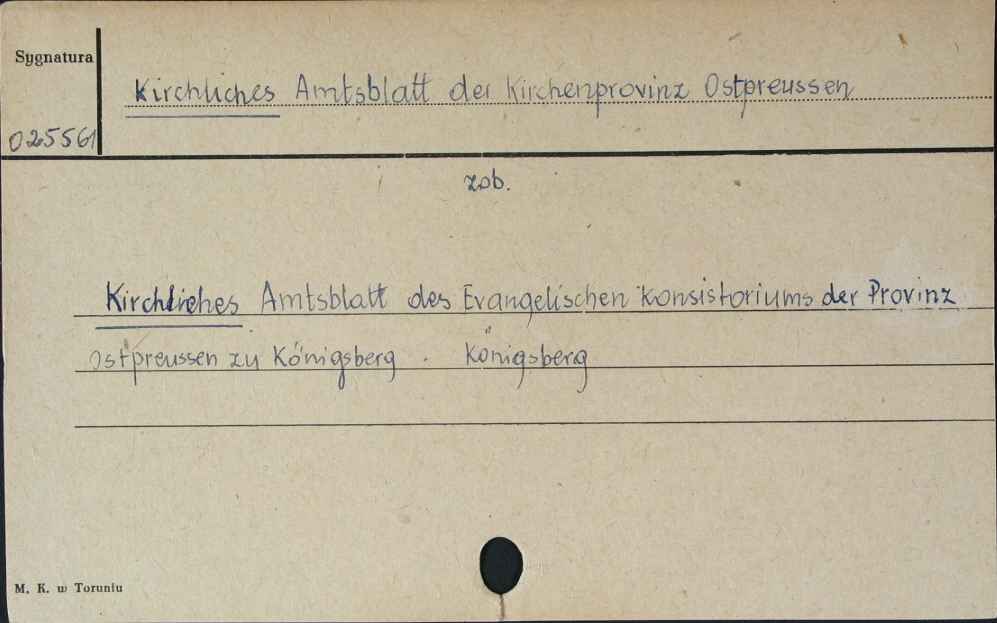 Sygnatura
Kirchliches Amtsblatt der Kirchenprovinz Ostpreussen
025561
zob.
Kirchliches Amtsblatt des Evangelischen Konsistoriums der Provinz
Ostpreussen zu Königsberg . Königsberg
M. K. w Toruniu